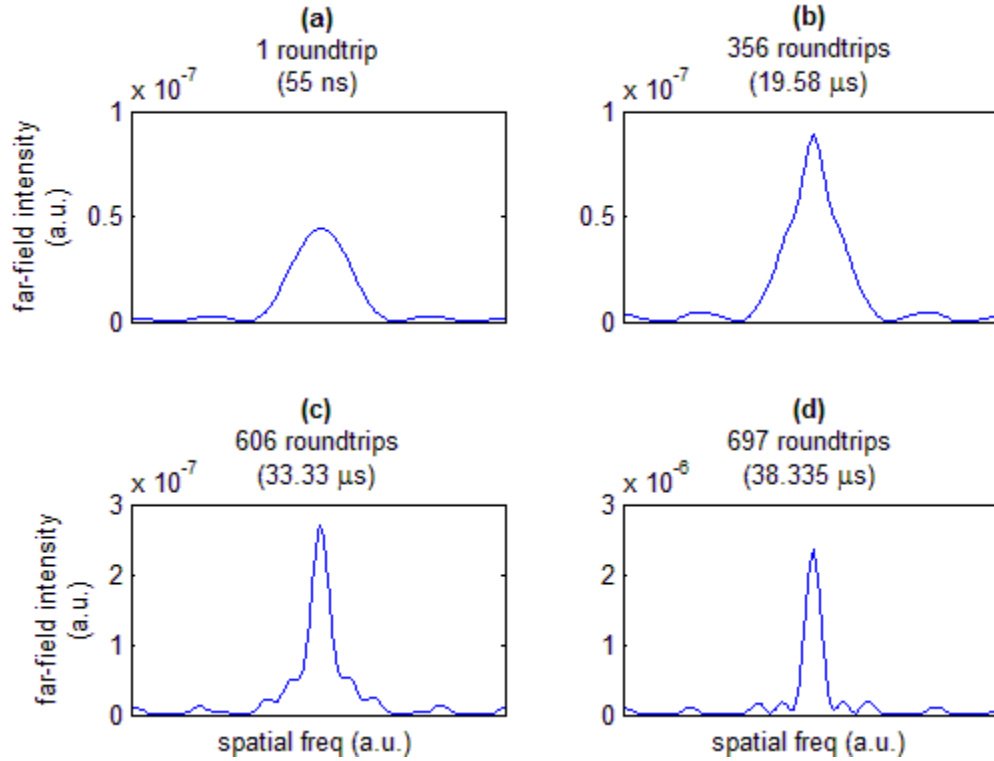 (a)
1 roundtrip
(55 ns)
x 10-7
1
0.5
0
far-field intensity
(a.u.)
(b)
356 roundtrips
(19.58 µs)
x 10-7
1
0.5
0
(c)
606 roundtrips
(33.33 µs)
x 10-7
3
2
1
0
far-field intensity
(a.u.)
spatial freq (a.u.)
(d)
697 roundtrips
(38.335 µs)
x 10-6
3
2
1
0
spatial freq (a.u.)